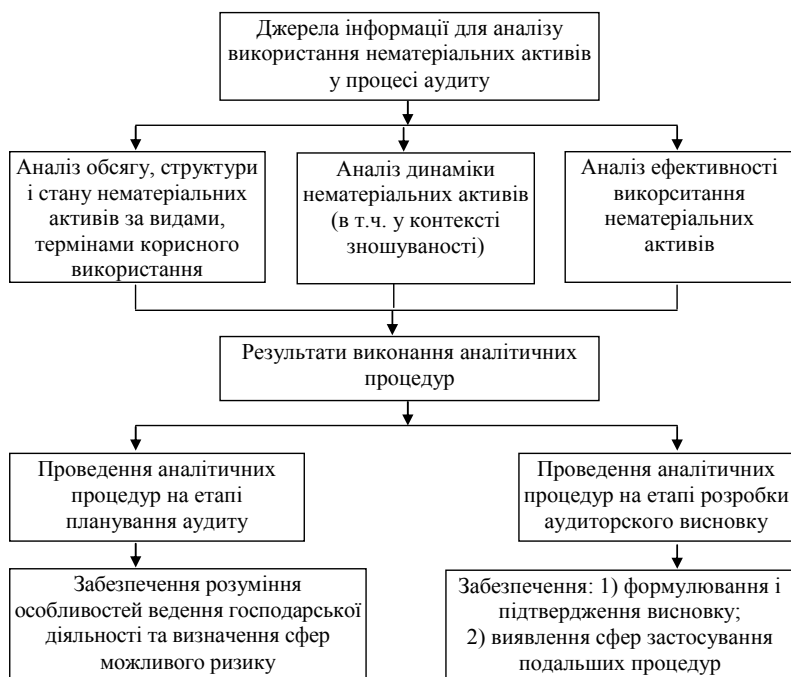 Джерела інформації для аналізу
використання нематеріальних активів
у процесі аудиту
Аналіз обсягу, структури
і стану нематеріальних
активів за видами,
термінами корисного
використання
Аналіз динаміки
нематеріальних активів
(в т.ч. у контексті
зношуваності)
Аналіз ефективності
викорситання
нематеріальних
активів
Результати виконання аналітичних
процедур
Проведення аналітичних
процедур на етапі
планування аудиту
Проведення аналітичних
процедур на етапі розробки
аудиторского висновку
Забезпечення розуміння
особливостей ведення господарської
діяльності та визначення сфер
можливого ризику
Забезпечення: 1) формулювання і
підтвердження висновку;
2) виявлення сфер застосування
подальших процедур